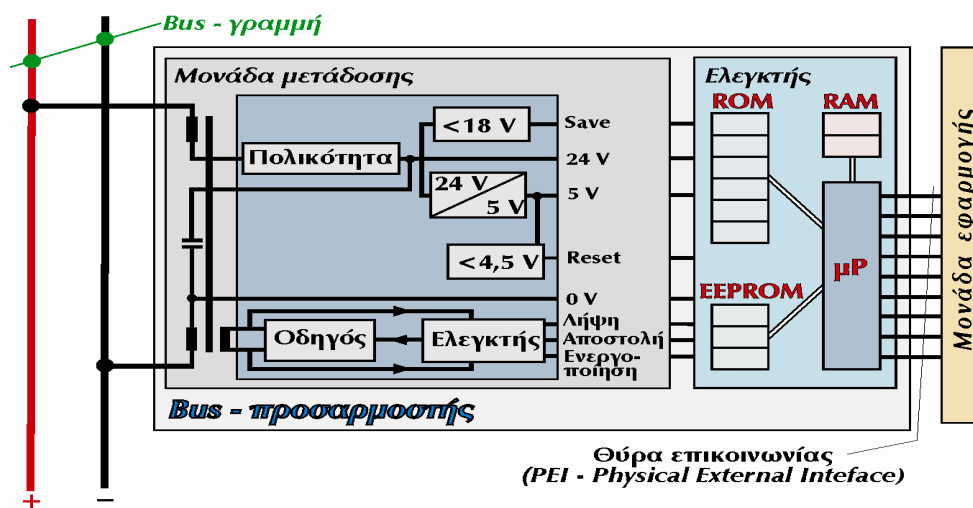 Bus - γραμμή
Μονάδα μετάδοσης
Ελεγκτής
ROM
RAM
<18 V
Save
Πολικότητα
24 V
24 V
5 V
5 V
<4,5 V
Reset
μP
EEPROM
0 V
Λήψη
Οδηγός
Ελεγκτής
Αποστολή
Ενεργο-
ποίηση
Bus - προσαρμοστής
Μονάδα εφαρμογής
Θύρα επικοινωνίας
(PEI - Physical External Inteface)
+
−